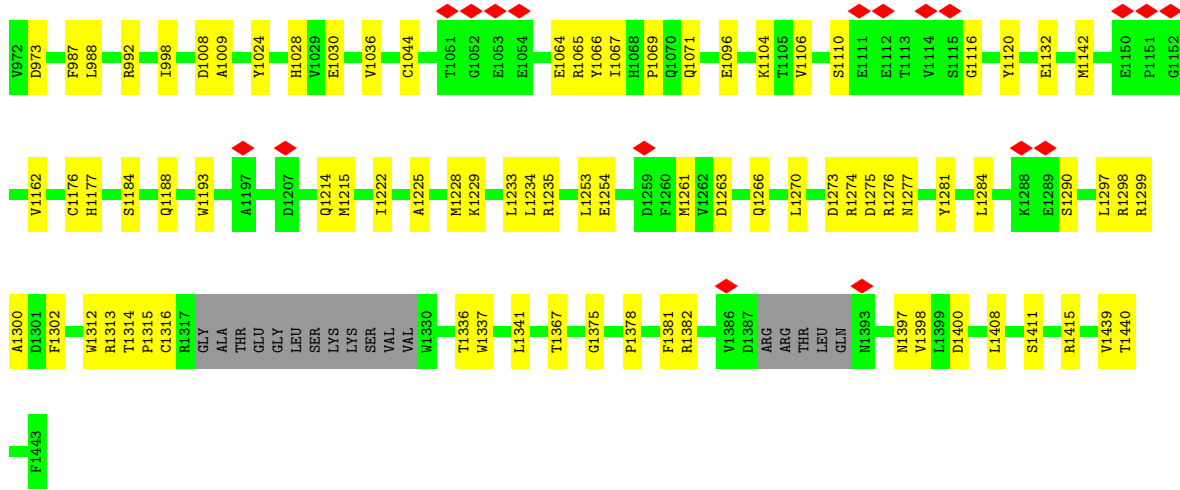 V972 D973 F987 L988 R992 I998 D1008 A1009 Y1024 H1028 V1029 E1030 V1036 C1044 T1051 G1052 E1053 E1054 E1064 R1065 Y1066 I1067 H1068 P1069 Q1070 Q1071 E1096 K1104 T1105 V1106 S1110 E1111 E1112 T1113 V1114 S1115 G1116 Y1120 E1132 M1142 E1150 P1151 G1152
V1162 C1176 H1177 S1184 Q1188 W1193 A1197 D1207 Q1214 M1215 I1222 A1225 M1228 K1229 L1233 L1234 R1235 L1253 E1254 D1259 F1260 M1261 V1262 D1263 Q1266 L1270 D1273 R1274 D1275 R1276 N1277 Y1281 L1284 K1288 E1289 S1290 L1297 R1298 R1299
A1300 D1301 F1302 W1312 R1313 T1314 P1315 C1316 R1317 GLY ALA THR GLU GLY LEU SER LYS LYS SER VAL VAL W1330 T1336 W1337 L1341 T1367 G1375 P1378 F1381 R1382 V1386 D1387 ARG ARG THR LEU GLN N1393 N1397 V1398 L1399 D1400 L1408 S1411 R1415 V1439 T1440
F1443